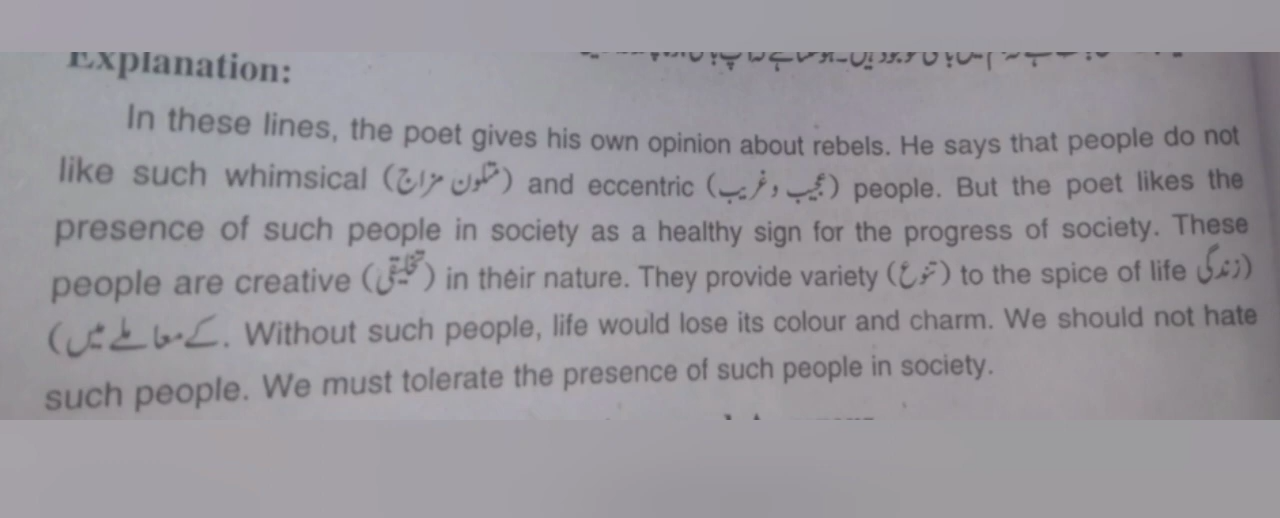 Explanation:
In these lines, the poet gives his own opinion about rebels. He says that people do not
like such whimsical (متلون مزاج) and eccentric (عجیب و غریب) people. But the poet likes the
presence of such people in society as a healthy sign for the progress of society. These
people are creative (تخلیقی) in their nature. They provide variety (تنوع) to the spice of life (زندگی
کے معاملے میں). Without such people, life would lose its colour and charm. We should not hate
such people. We must tolerate the presence of such people in society.